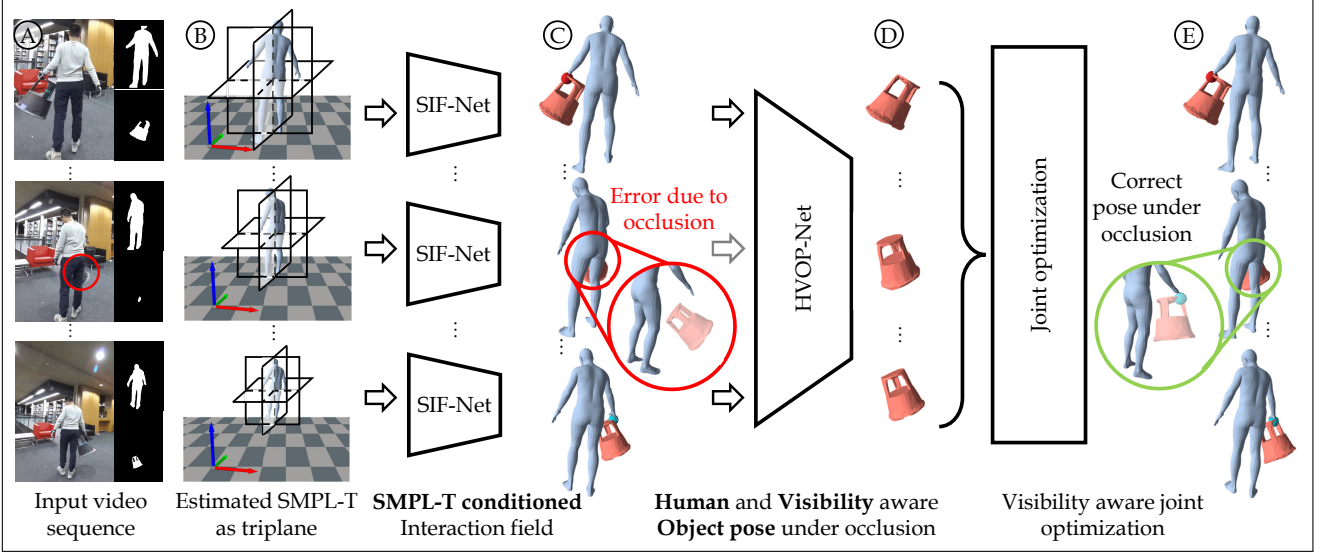 A
B
C
D
E
SIF-Net
SIF-Net
SIF-Net
Error due to
occlusion
HVOP-Net
Joint optimization
Correct
pose under
occlusion
Input video
sequence
Estimated SMPL-T
as triplane
SMPL-T conditioned
Interaction field
Human and Visibility aware
Object pose under occlusion
Visibility aware joint
optimization